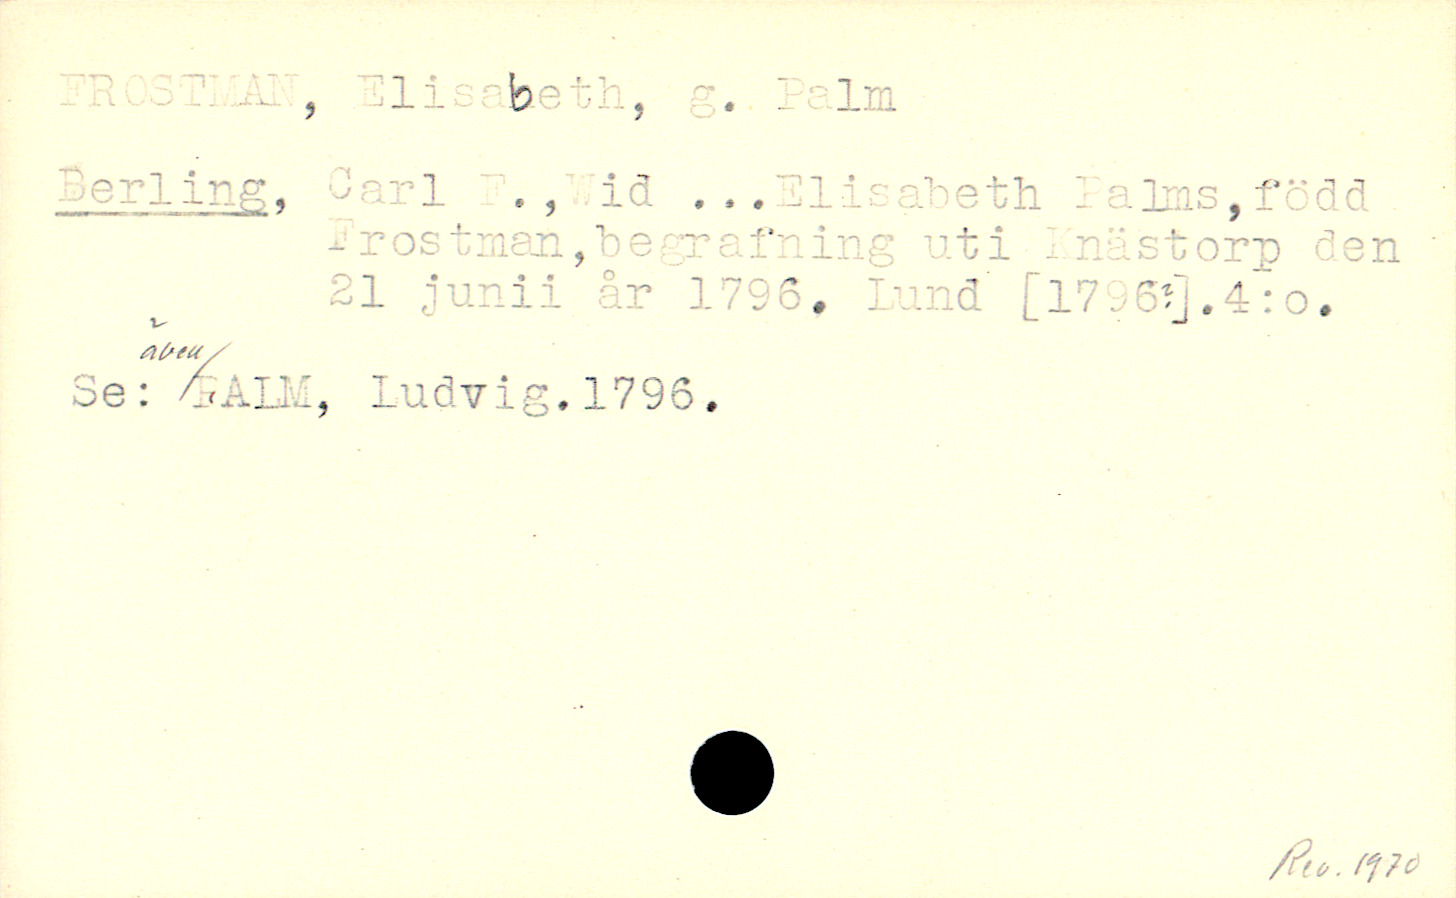 FROSTMAN, Elisabeth, g. Palm
Berling, Carl F.,Wid ...Elisabeth Palms,född
Frostman,begrafning uti Knästorp den
21 junii år 1796. Lund [1796?].4:o.
även
Se: /PALM, Ludvig.1796.
Rev. 1970